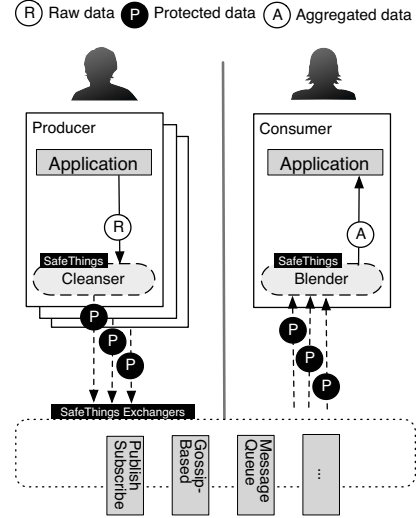 R Raw data P Protected data A Aggregated data
Producer
Application
R
SafeThings
Cleanser
P
P
P
Consumer
Application
A
SafeThings
Blender
P
P
P
SafeThings Exchangers
Publish
Subscribe
Gossip-
Based
Message
Queue
...